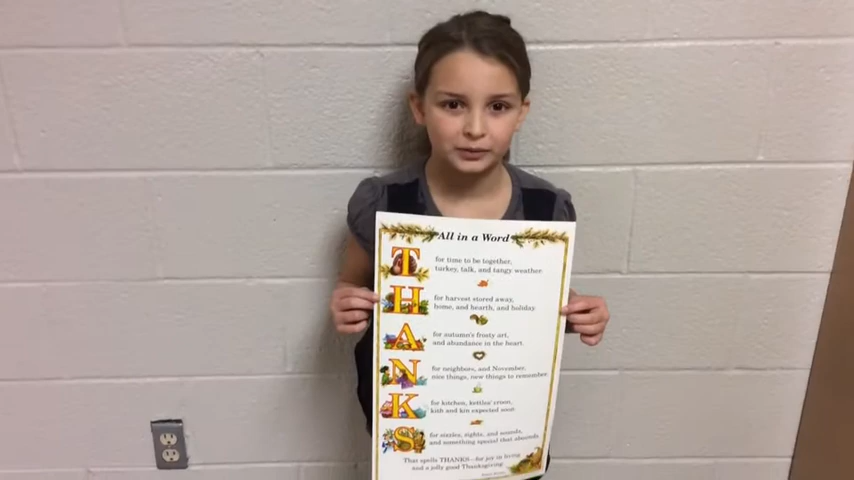 All in a Word
T for time to be together,
turkey, talk, and tangy weather.
H for harvest stored away,
home, and hearth, and holiday.
A for autumn's frosty art,
and abundance in the heart.
N for neighbors, and November,
nice things, new things to remember.
K for kitchen, kettles' croon,
kith and kin expected soon.
S for sizzles, sights, and sounds,
and something special that abounds.
That spells THANKS—for joy in living
and a jolly good Thanksgiving.